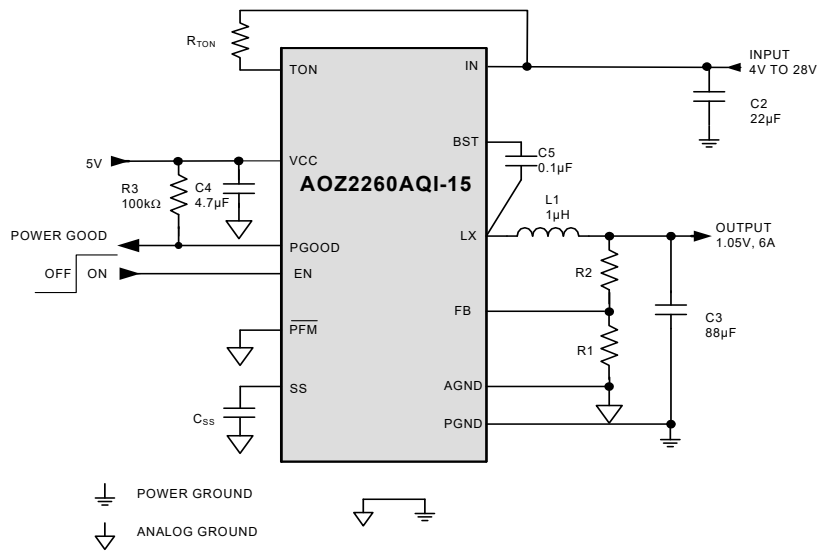 R_TON
TON
IN
INPUT
4V TO 28V
C2
22µF
BST
C5
0.1µF
5V
VCC
AOZ2260AQI-15
R3
100kΩ
C4
4.7µF
L1
1µH
POWER GOOD
PGOOD
LX
OUTPUT
1.05V, 6A
OFF
ON
EN
R2
FB
C3
88µF
PFM
R1
SS
AGND
C_SS
PGND
POWER GROUND
ANALOG GROUND